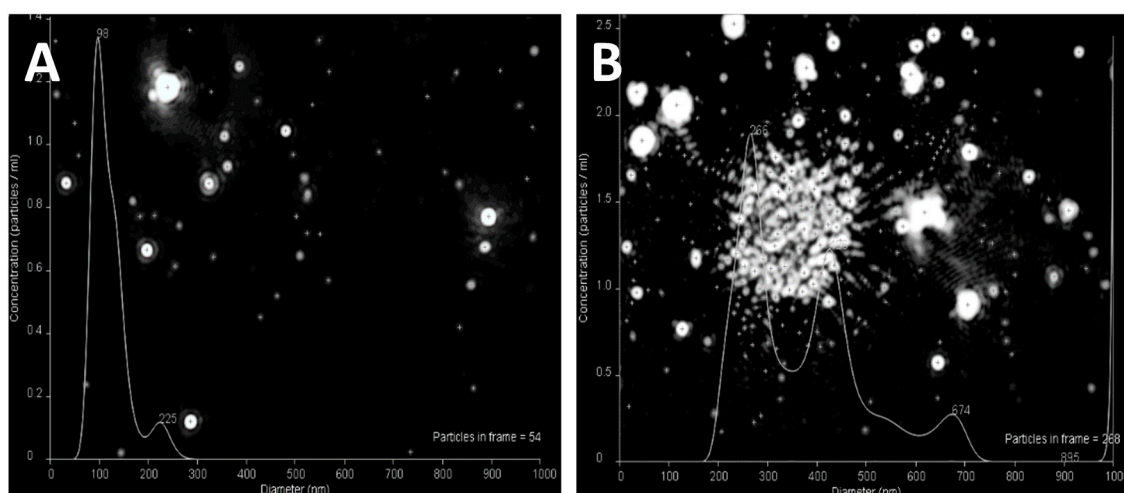 A
Concentration (particles / ml)
1.4
1.2
1.0
0.8
0.6
0.4
0.2
0
98
225
Particles in frame = 54
0 100 200 300 400 500 600 700 800 900 1000
Diameter (nm)
B
Concentration (particles / ml)
2.5
2.0
1.5
1.0
0.5
0
266
674
Particles in frame = 268
895
0 100 200 300 400 500 600 700 800 900 1000
Diameter (nm)